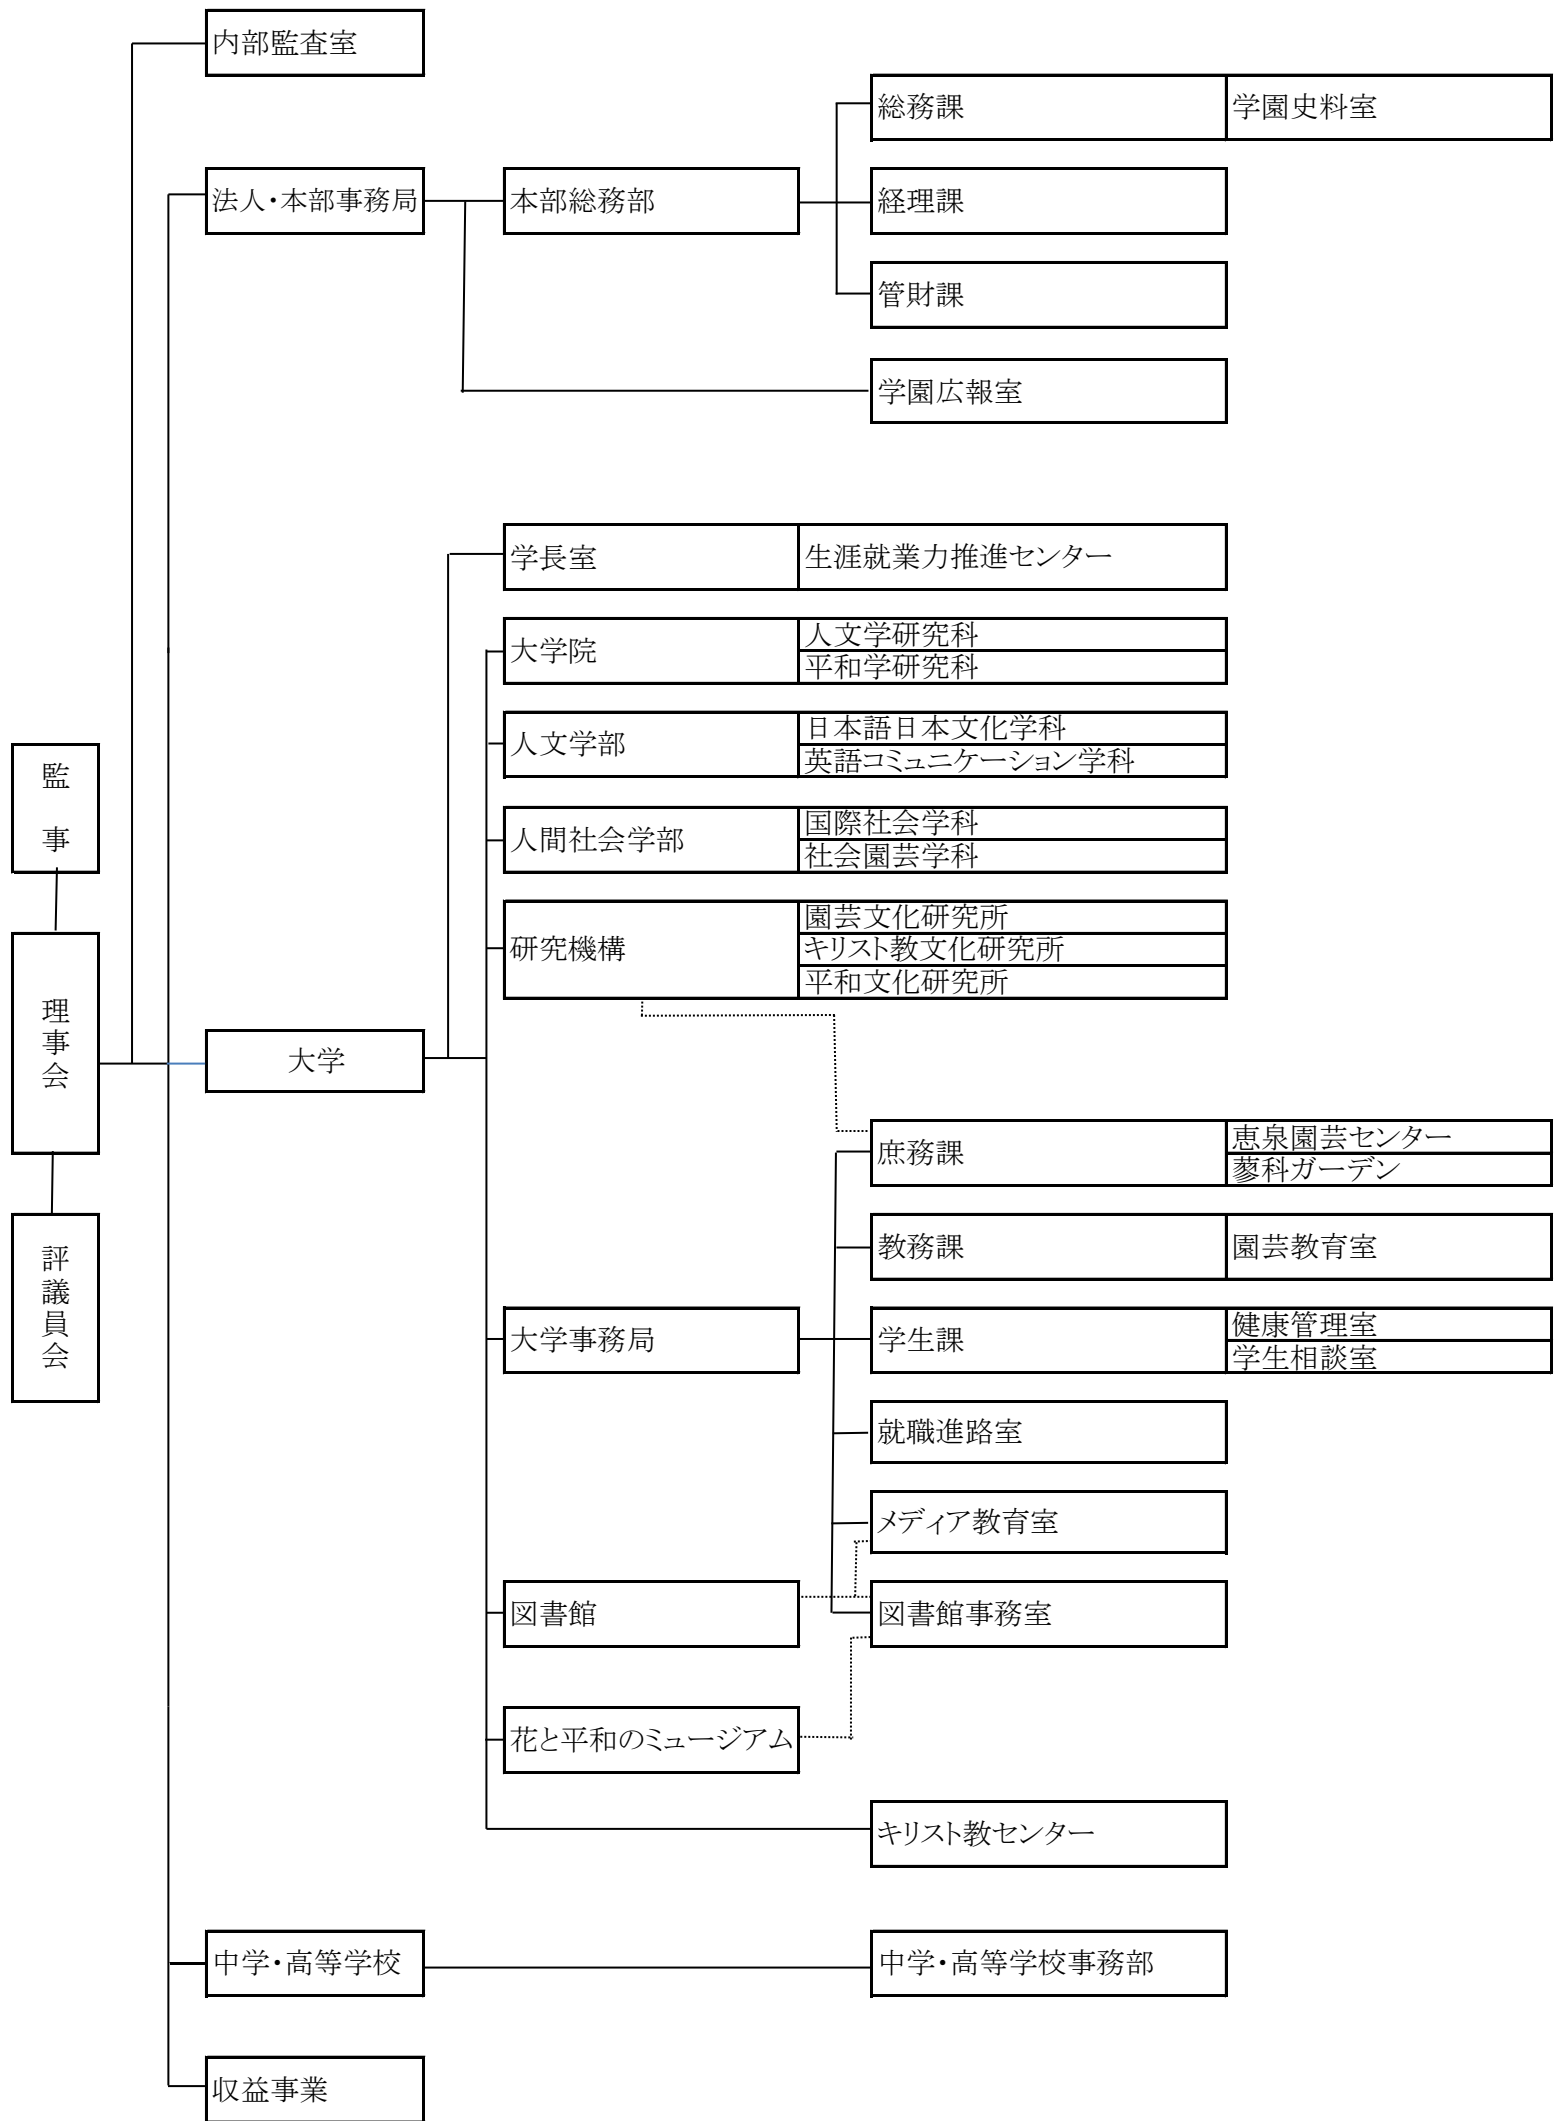 内部監査室
総務課
学園史料室
法人・本部事務局
本部総務部
経理課
管財課
学園広報室
学長室
生涯就業力推進センター
大学院
人文学研究科
平和学研究科
人文学部
日本語日本文化学科
英語コミュニケーション学科
人間社会学部
国際社会学科
社会園芸学科
研究機構
園芸文化研究所
キリスト教文化研究所
平和文化研究所
監事
理事会
評議員会
大学
庶務課
恵泉園芸センター
蓼科ガーデン
教務課
園芸教育室
大学事務局
学生課
健康管理室
学生相談室
就職進路室
メディア教育室
図書館
図書館事務室
花と平和のミュージアム
キリスト教センター
中学・高等学校
中学・高等学校事務部
収益事業